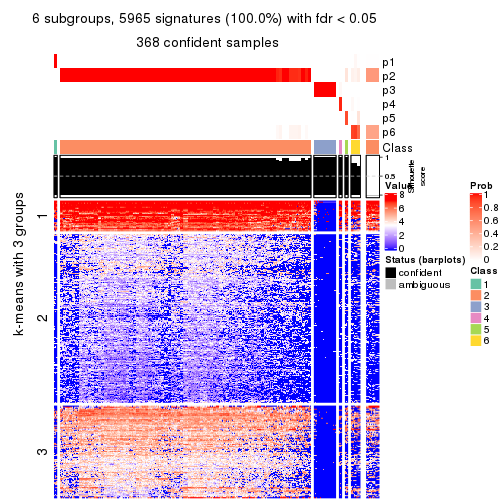 6 subgroups, 5965 signatures (100.0%) with fdr < 0.05
368 confident samples
p1
p2
p3
p4
p5
p6
Class
1
0.5
0
Silhouette
score
k-means with 3 groups
1
2
3
Value
8
6
4
2
0
Status (barplots)
confident
ambiguous
Prob
1
0.8
0.6
0.4
0.2
0
Class
1
2
3
4
5
6